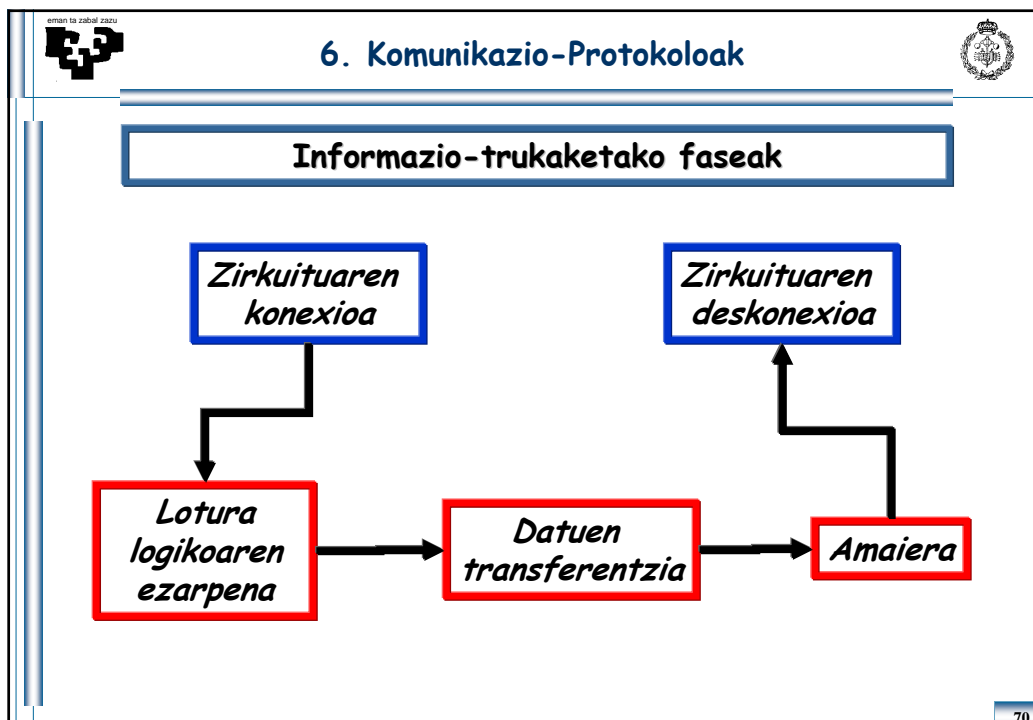 eman ta zabal zazu
6. Komunikazio-Protokoloak
Informazio-trukaketako faseak
Zirkuituaren
konexioa
Zirkuituaren
deskonexioa
Lotura
logikoaren
ezarpena
Datuen
transferentzia
Amaiera